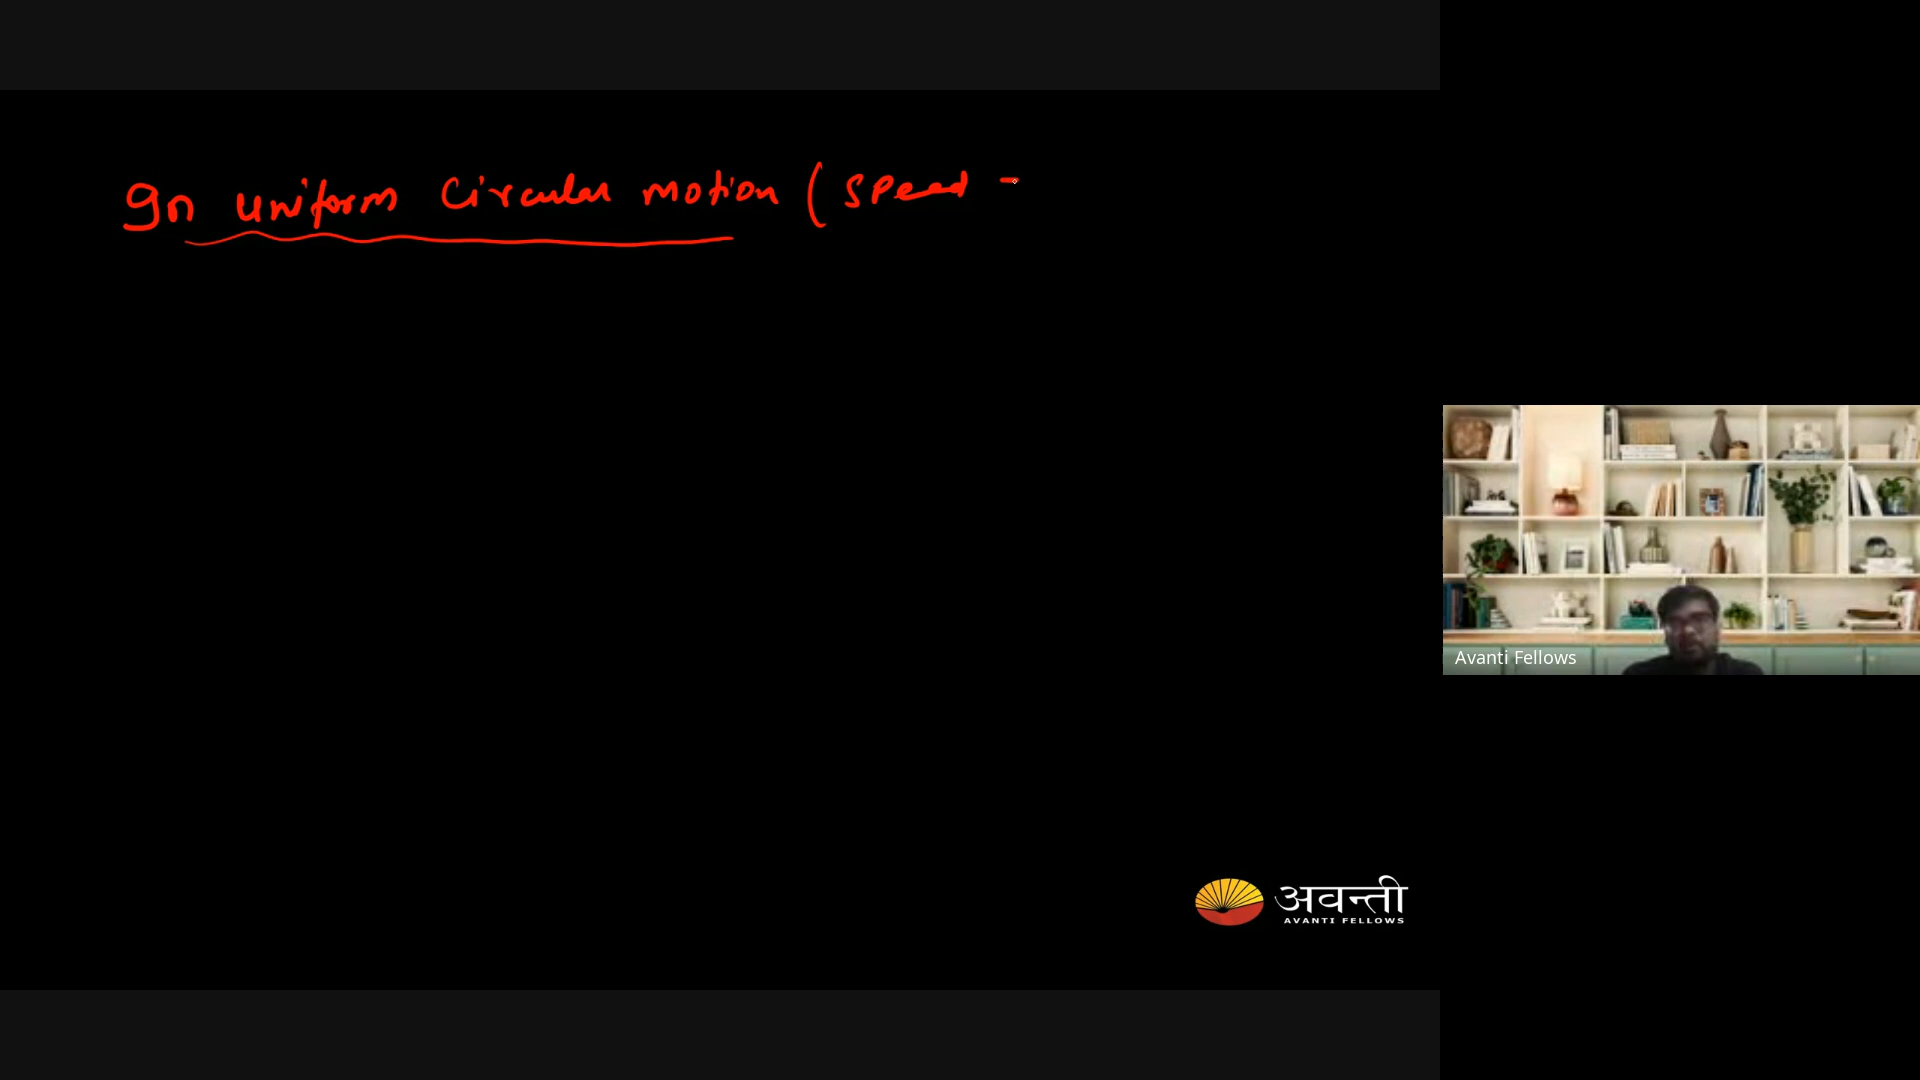 In uniform circular motion ( speed -
Avanti Fellows
अवन्ती
AVANTI FELLOWS